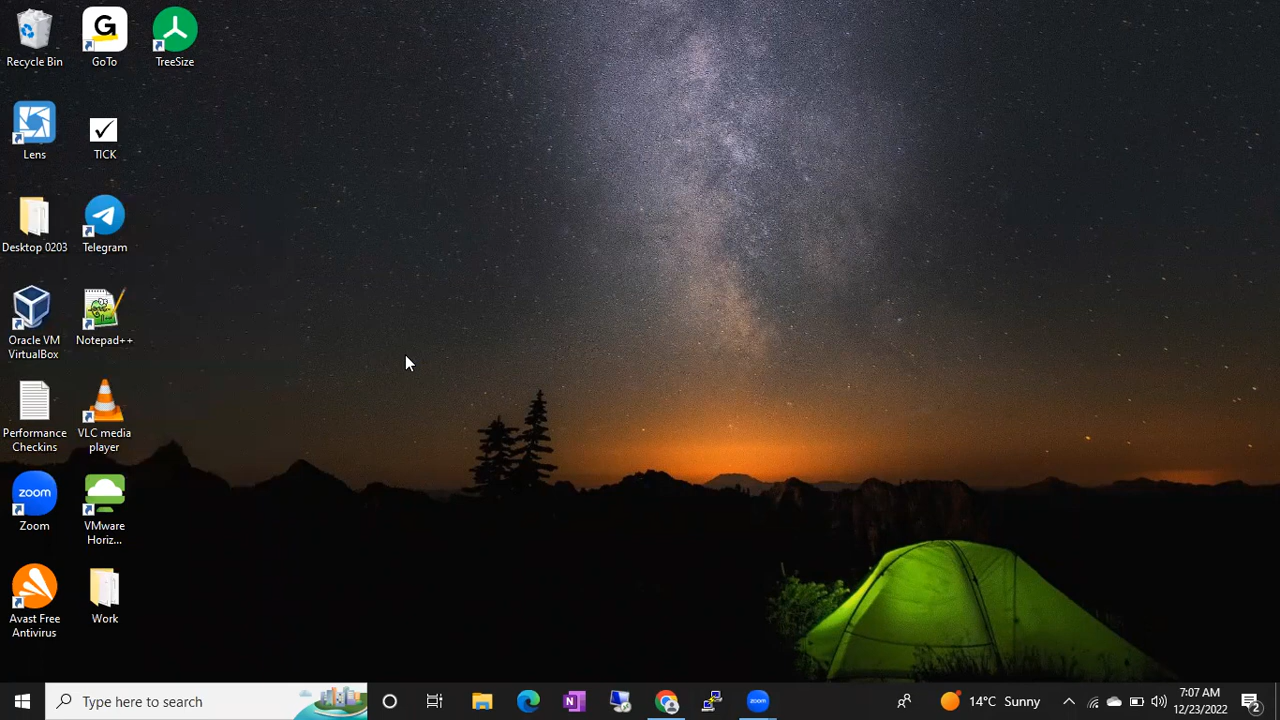 Recycle Bin
GoTo
TreeSize
Lens
TICK
Desktop 0203
Telegram
Oracle VM
VirtualBox
Notepad++
Performance
Checkins
VLC media
player
zoom
Zoom
VMware
Horiz...
Avast Free
Antivirus
Work
Type here to search
zoom
14°C Sunny
7:07 AM
12/23/2022
2